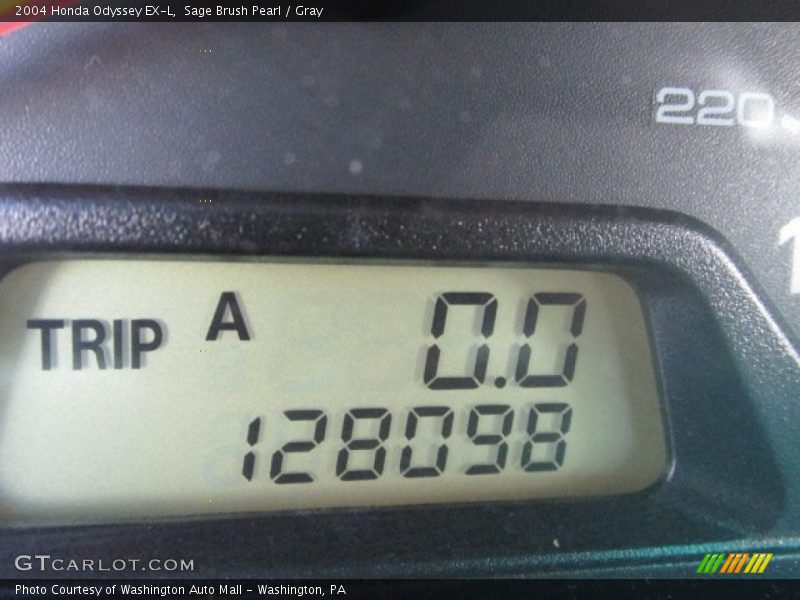 2004 Honda Odyssey EX-L, Sage Brush Pearl / Gray
220
1
TRIP A 0.0
128098
GTCARLOT.COM
Photo Courtesy of Washington Auto Mall - Washington, PA